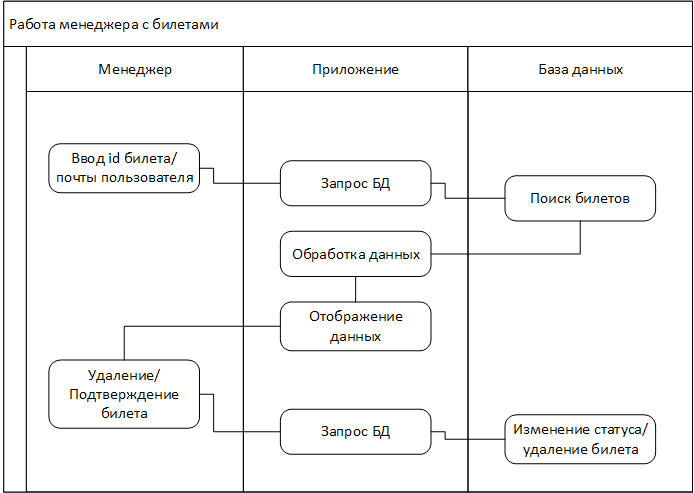 Работа менеджера с билетами
Менеджер
Приложение
База данных
Ввод id билета/
почты пользователя
Запрос БД
Поиск билетов
Обработка данных
Отображение
данных
Удаление/
Подтверждение
билета
Запрос БД
Изменение статуса/
удаление билета